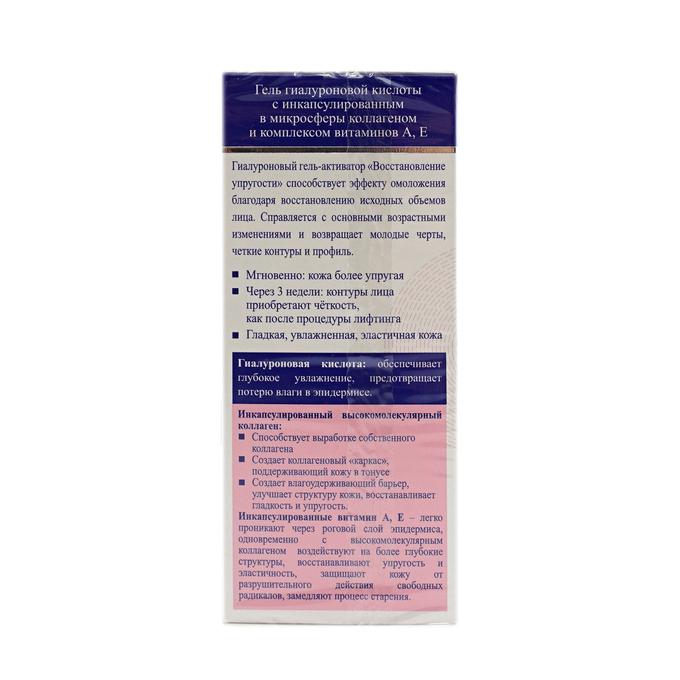 Гель гиалуроновой кислоты
с инкапсулированным
в микросферы коллагеном
и комплексом витаминов А, Е
Гиалуроновый гель-активатор «Восстановление
упругости» способствует эффекту омоложения
благодаря восстановлению исходных объемов
лица. Справляется с основными возрастными
изменениями и возвращает молодые черты,
четкие контуры и профиль.
■ Мгновенно: кожа более упругая
■ Через 3 недели: контуры лица
приобретают чёткость,
как после процедуры лифтинга
■ Гладкая, увлажненная, эластичная кожа
Гиалуроновая кислота: обеспечивает
глубокое увлажнение, предотвращает
потерю влаги в эпидермисе.
Инкапсулированный высокомолекулярный
коллаген:
■ Способствует выработке собственного
коллагена
■ Создает коллагеновый «каркас»,
поддерживающий кожу в тонусе
■ Создает влагоудерживающий барьер,
улучшает структуру кожи, восстанавливает
гладкость и упругость.
Инкапсулированные витамин А, Е – легко
проникают через роговой слой эпидермиса,
одновременно с высокомолекулярным
коллагеном воздействуют на более глубокие
структуры, восстанавливают упругость и
эластичность, защищают кожу от
разрушительного действия свободных
радикалов, замедляют процесс старения.